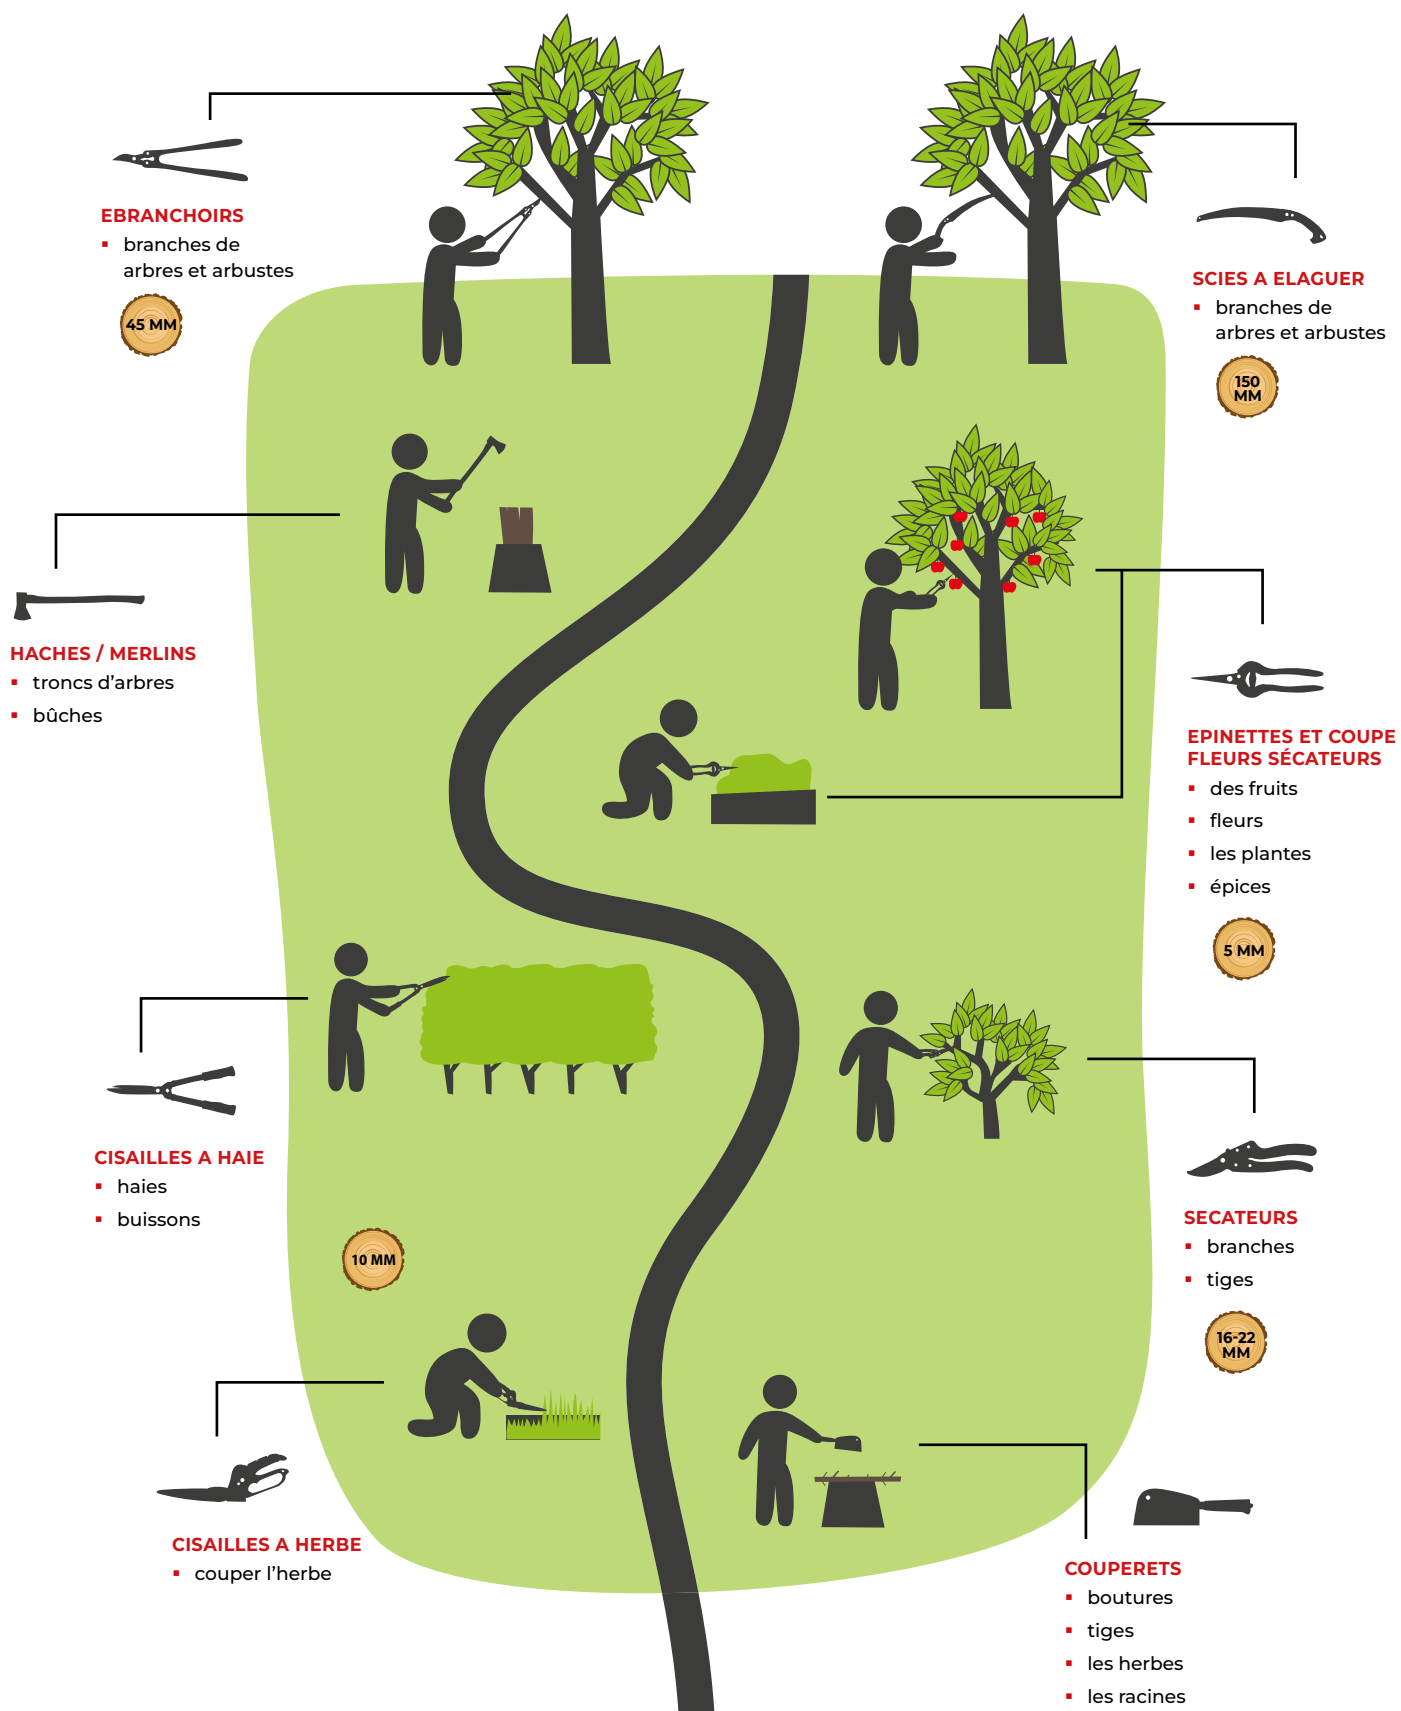 EBRANCHOIRS
▪ branches de
arbres et arbustes
45 MM
SCIES A ELAGUER
▪ branches de
arbres et arbustes
150
MM
HACHES / MERLINS
▪ troncs d'arbres
▪ bûches
EPINETTES ET COUPE
FLEURS SÉCATEURS
▪ des fruits
▪ fleurs
▪ les plantes
▪ épices
5 MM
CISAILLES A HAIE
▪ haies
▪ buissons
10 MM
SECATEURS
▪ branches
▪ tiges
16-22
MM
CISAILLES A HERBE
▪ couper l'herbe
COUPERETS
▪ boutures
▪ tiges
▪ les herbes
▪ les racines